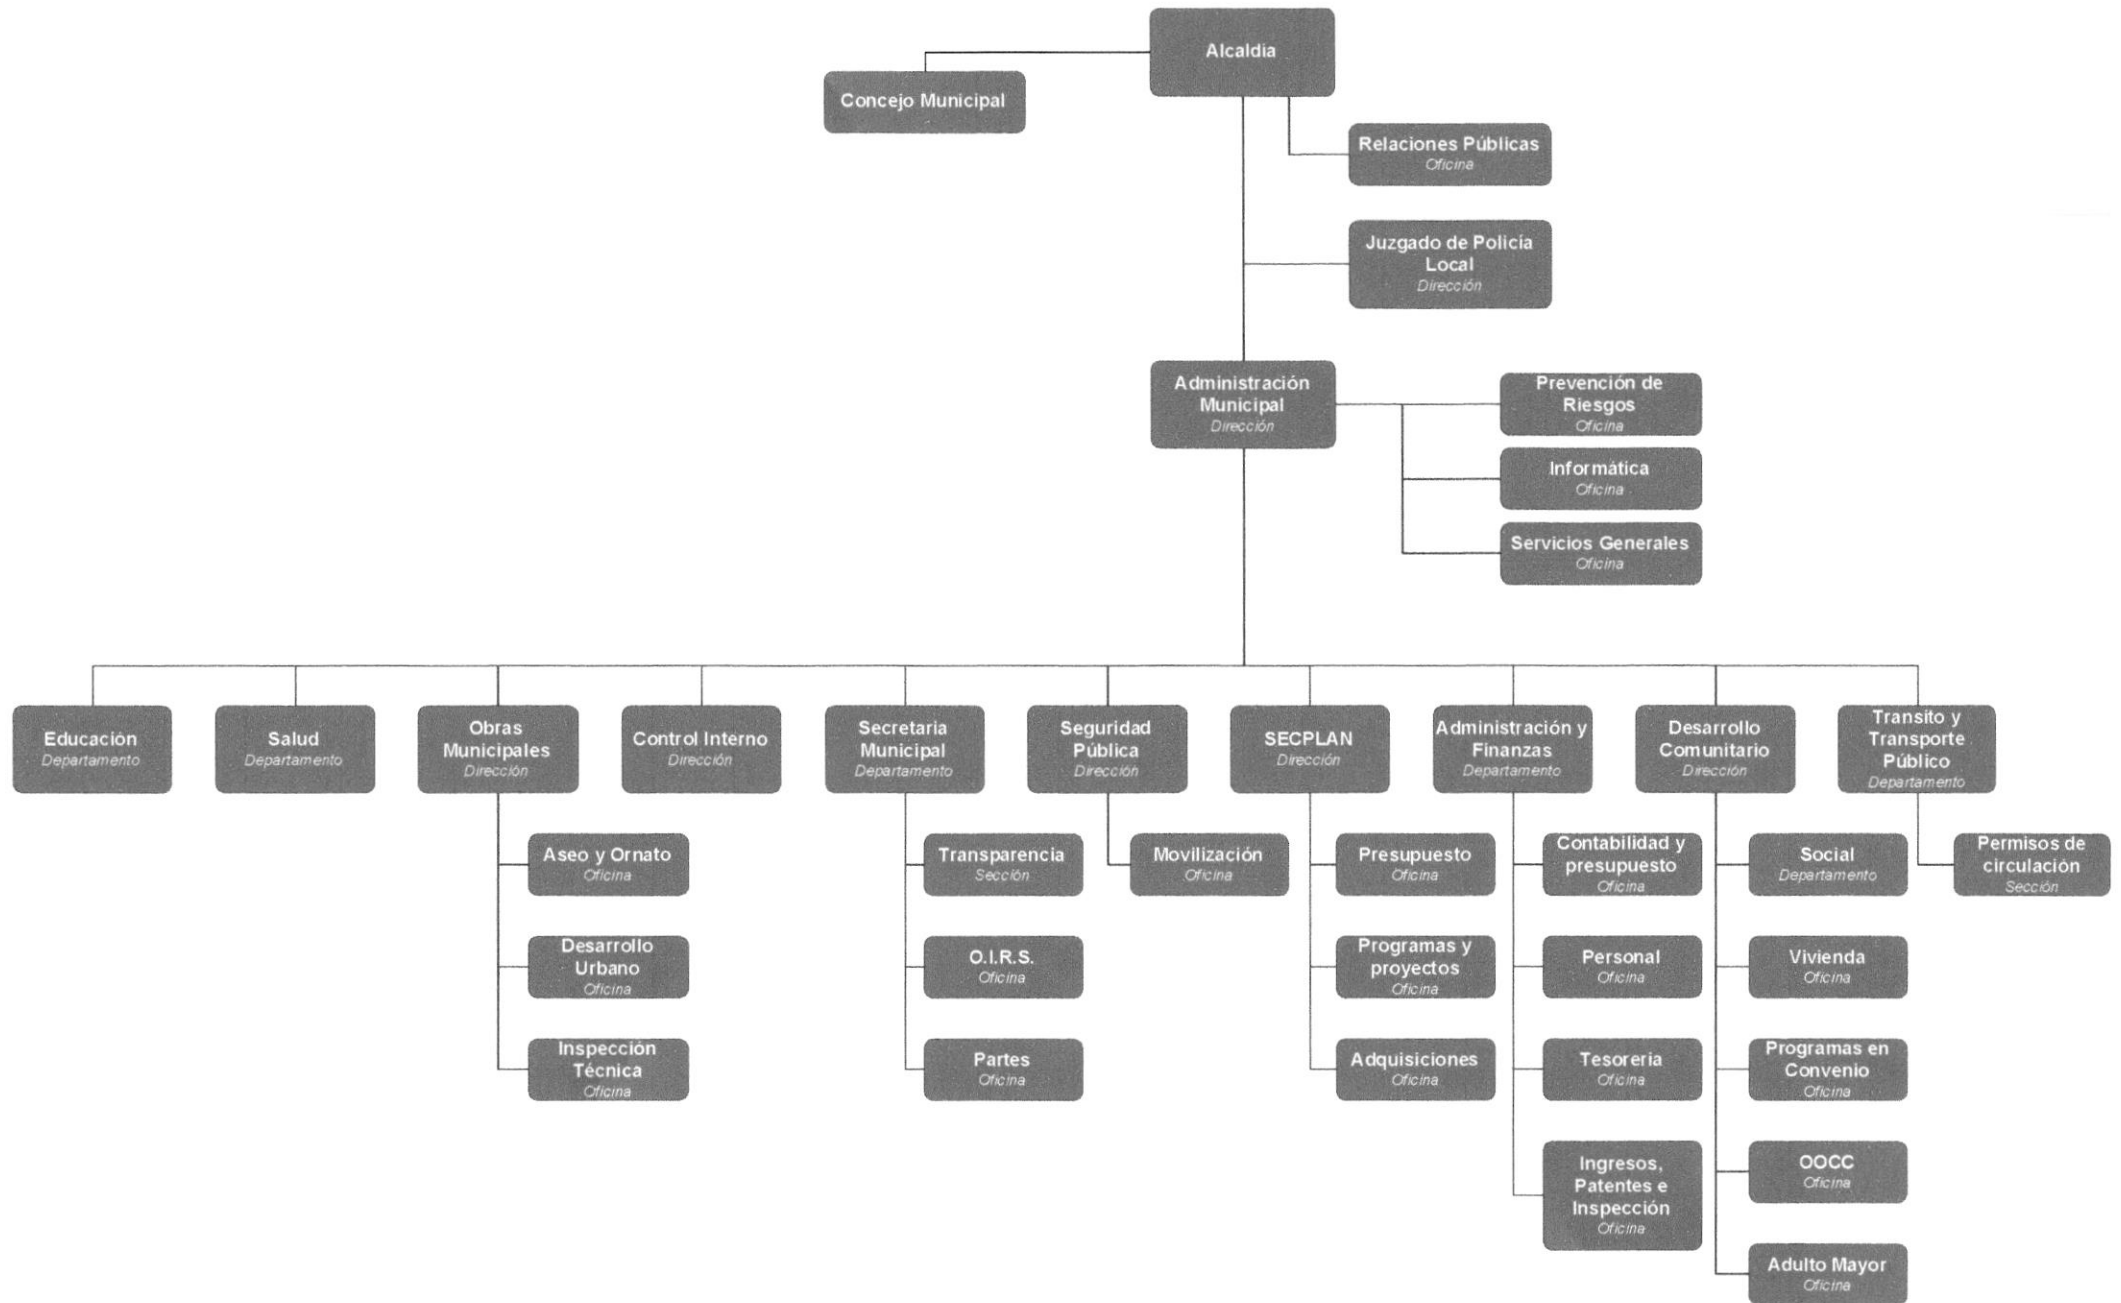 Alcaldia
Concejo Municipal
Relaciones Públicas
Oficina
Juzgado de Policía
Local
Dirección
Administración
Municipal
Dirección
Prevención de
Riesgos
Oficina
Informática
Oficina
Servicios Generales
Oficina
Educación
Departamento
Salud
Departamento
Obras
Municipales
Dirección
Control Interno
Dirección
Secretaria
Municipal
Departamento
Seguridad
Pública
Dirección
SECPLAN
Dirección
Administración y
Finanzas
Departamento
Desarrollo
Comunitario
Dirección
Transito y
Transporte
Público
Departamento
Aseo y Ornato
Oficina
Desarrollo
Urbano
Oficina
Inspección
Técnica
Oficina
Transparencia
Sección
O.I.R.S.
Oficina
Partes
Oficina
Movilización
Oficina
Presupuesto
Oficina
Programas y
proyectos
Oficina
Adquisiciones
Oficina
Contabilidad y
presupuesto
Oficina
Personal
Oficina
Tesorería
Oficina
Ingresos,
Patentes e
Inspección
Oficina
Social
Departamento
Vivienda
Oficina
Programas en
Convenio
Oficina
OOCC
Oficina
Adulto Mayor
Oficina
Permisos de
circulación
Sección